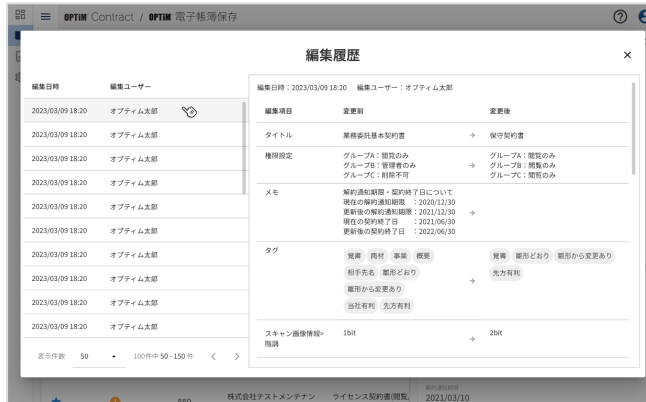 OPTiM Contract / OPTiM 電子帳簿保存
編集履歴
編集日時 編集ユーザー
2023/03/09 18:20 オプティム太郎
2023/03/09 18:20 オプティム太郎
2023/03/09 18:20 オプティム太郎
2023/03/09 18:20 オプティム太郎
2023/03/09 18:20 オプティム太郎
2023/03/09 18:20 オプティム太郎
2023/03/09 18:20 オプティム太郎
2023/03/09 18:20 オプティム太郎
2023/03/09 18:20 オプティム太郎
2023/03/09 18:20 オプティム太郎
表示件数 50 100件中 50 - 150 件
編集日時：2023/03/09 18:20 編集ユーザー：オプティム太郎
編集項目 変更前 変更後
タイトル 業務委託基本契約書 → 保守契約書
権限設定 グループA：閲覧のみ グループA：閲覧のみ
グループB：管理者のみ → グループB：閲覧のみ
グループC：削除不可 グループC：閲覧のみ
メモ 解約通知期限・契約終了日について
現在の解約通知期限 ：2020/12/30
更新後の解約通知期限：2021/12/30 →
現在の契約終了日 ：2021/06/30
更新後の契約終了日 ：2022/06/30
タグ 覚書 商材 事業 概要 覚書 雛形どおり 雛形から変更あり
相手先名 雛形どおり → 先方有利
雛形から変更あり
当社有利 先方有利
スキャン画像情報> 1bit → 2bit
階調
880 株式会社テストメンテナン ライセンス契約書(閲覧,
解約通知期限
2021/03/10